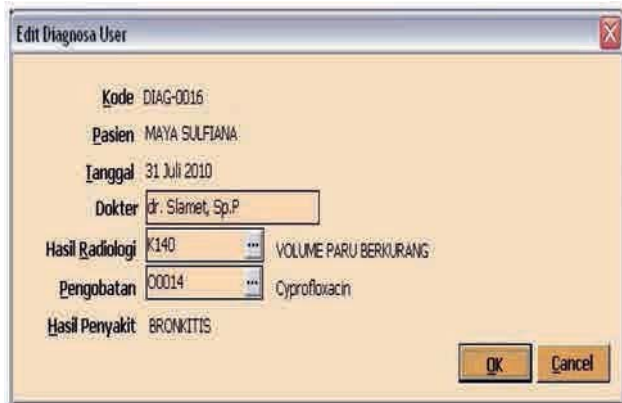 Edit Diagnosa User
Kode DIAG-0016
Pasien MAYA SULFIANA
Tanggal 31 Juli 2010
Dokter dr. Slamet, Sp.P
Hasil Radiologi K140 ... VOLUME PARU BERKURANG
Pengobatan O0014 ... Cyprofloxacin
Hasil Penyakit BRONKITIS
OK Cancel